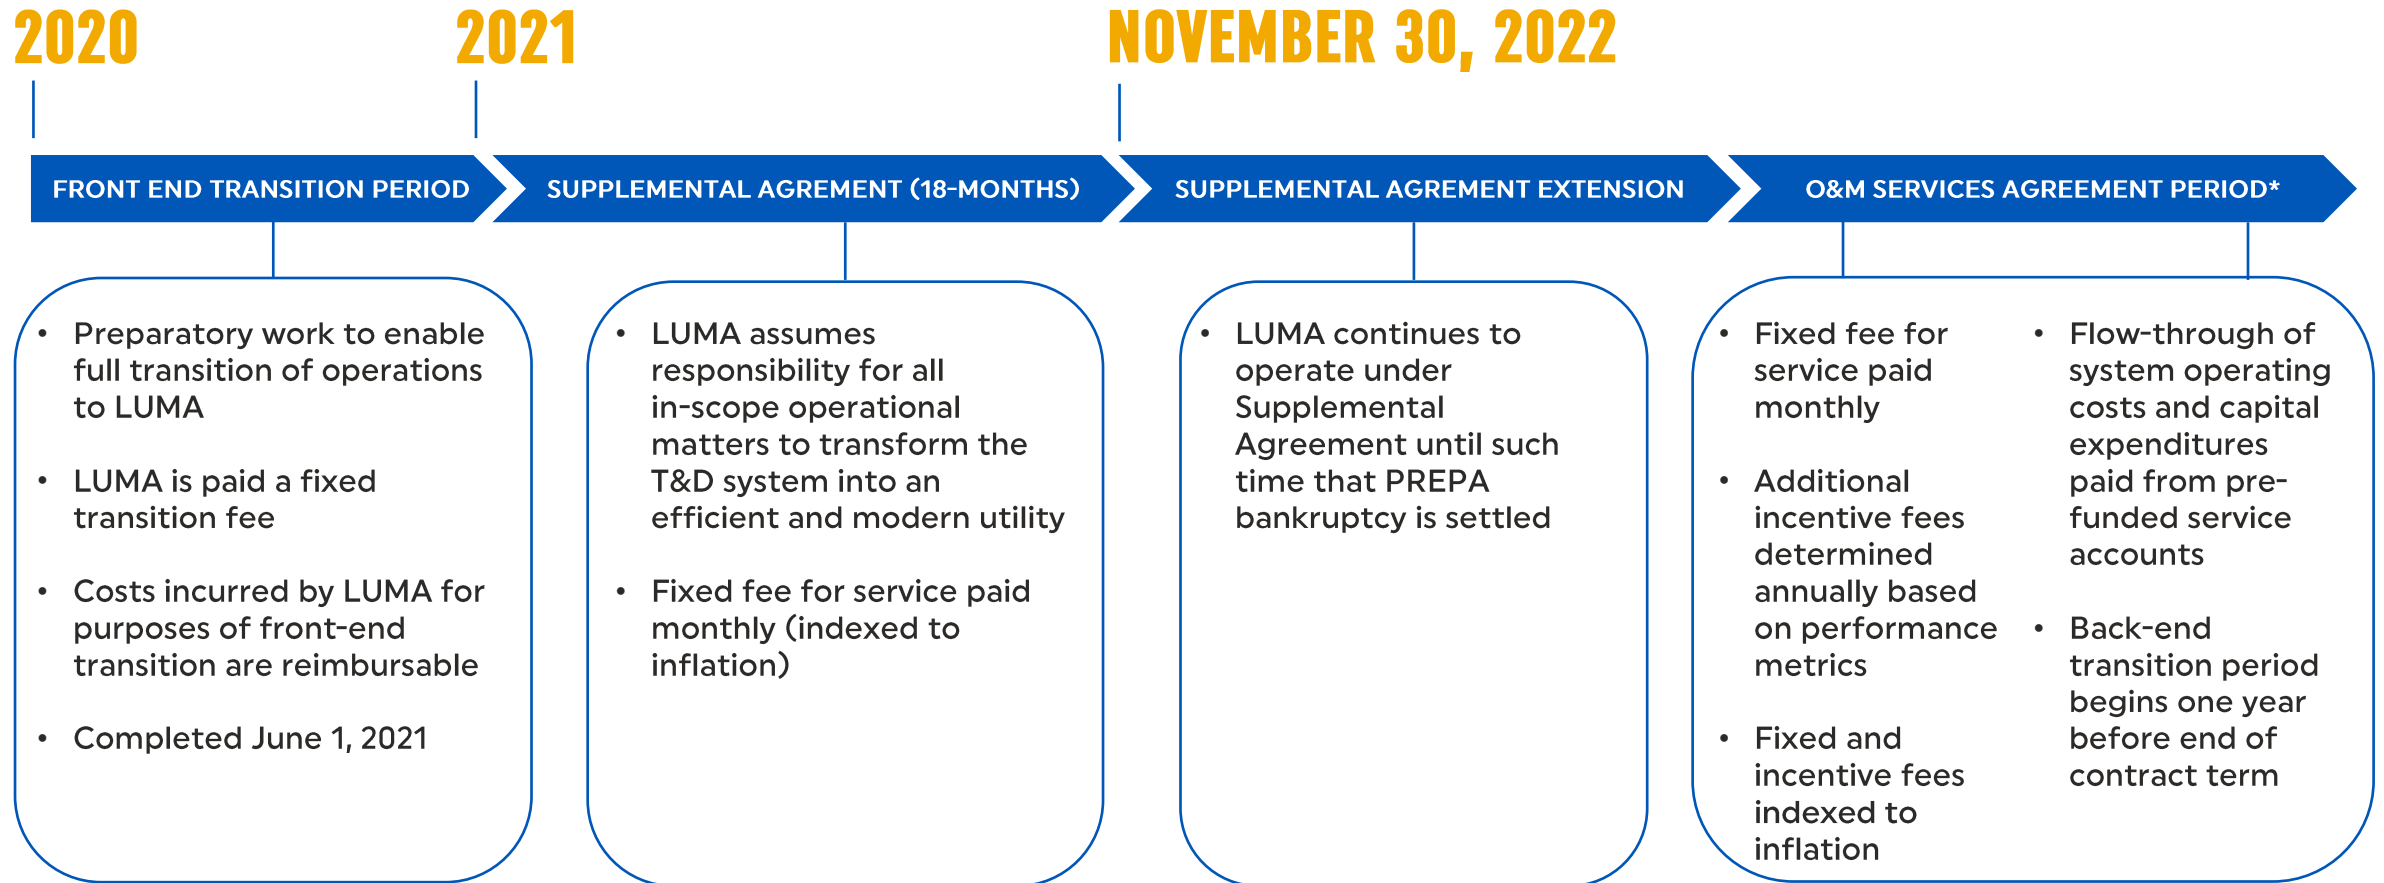 2020
2021
NOVEMBER 30, 2022
FRONT END TRANSITION PERIOD
SUPPLEMENTAL AGREMENT (18-MONTHS)
SUPPLEMENTAL AGREMENT EXTENSION
O&M SERVICES AGREEMENT PERIOD*
• Preparatory work to enable
full transition of operations
to LUMA
• LUMA is paid a fixed
transition fee
• Costs incurred by LUMA for
purposes of front-end
transition are reimbursable
• Completed June 1, 2021
• LUMA assumes
responsibility for all
in-scope operational
matters to transform the
T&D system into an
efficient and modern utility
• Fixed fee for service paid
monthly (indexed to
inflation)
• LUMA continues to
operate under
Supplemental
Agreement until such
time that PREPA
bankruptcy is settled
• Fixed fee for
service paid
monthly
• Additional
incentive fees
determined
annually based
on performance
metrics
• Fixed and
incentive fees
indexed to
inflation
• Flow-through of
system operating
costs and capital
expenditures
paid from pre-
funded service
accounts
• Back-end
transition period
begins one year
before end of
contract term